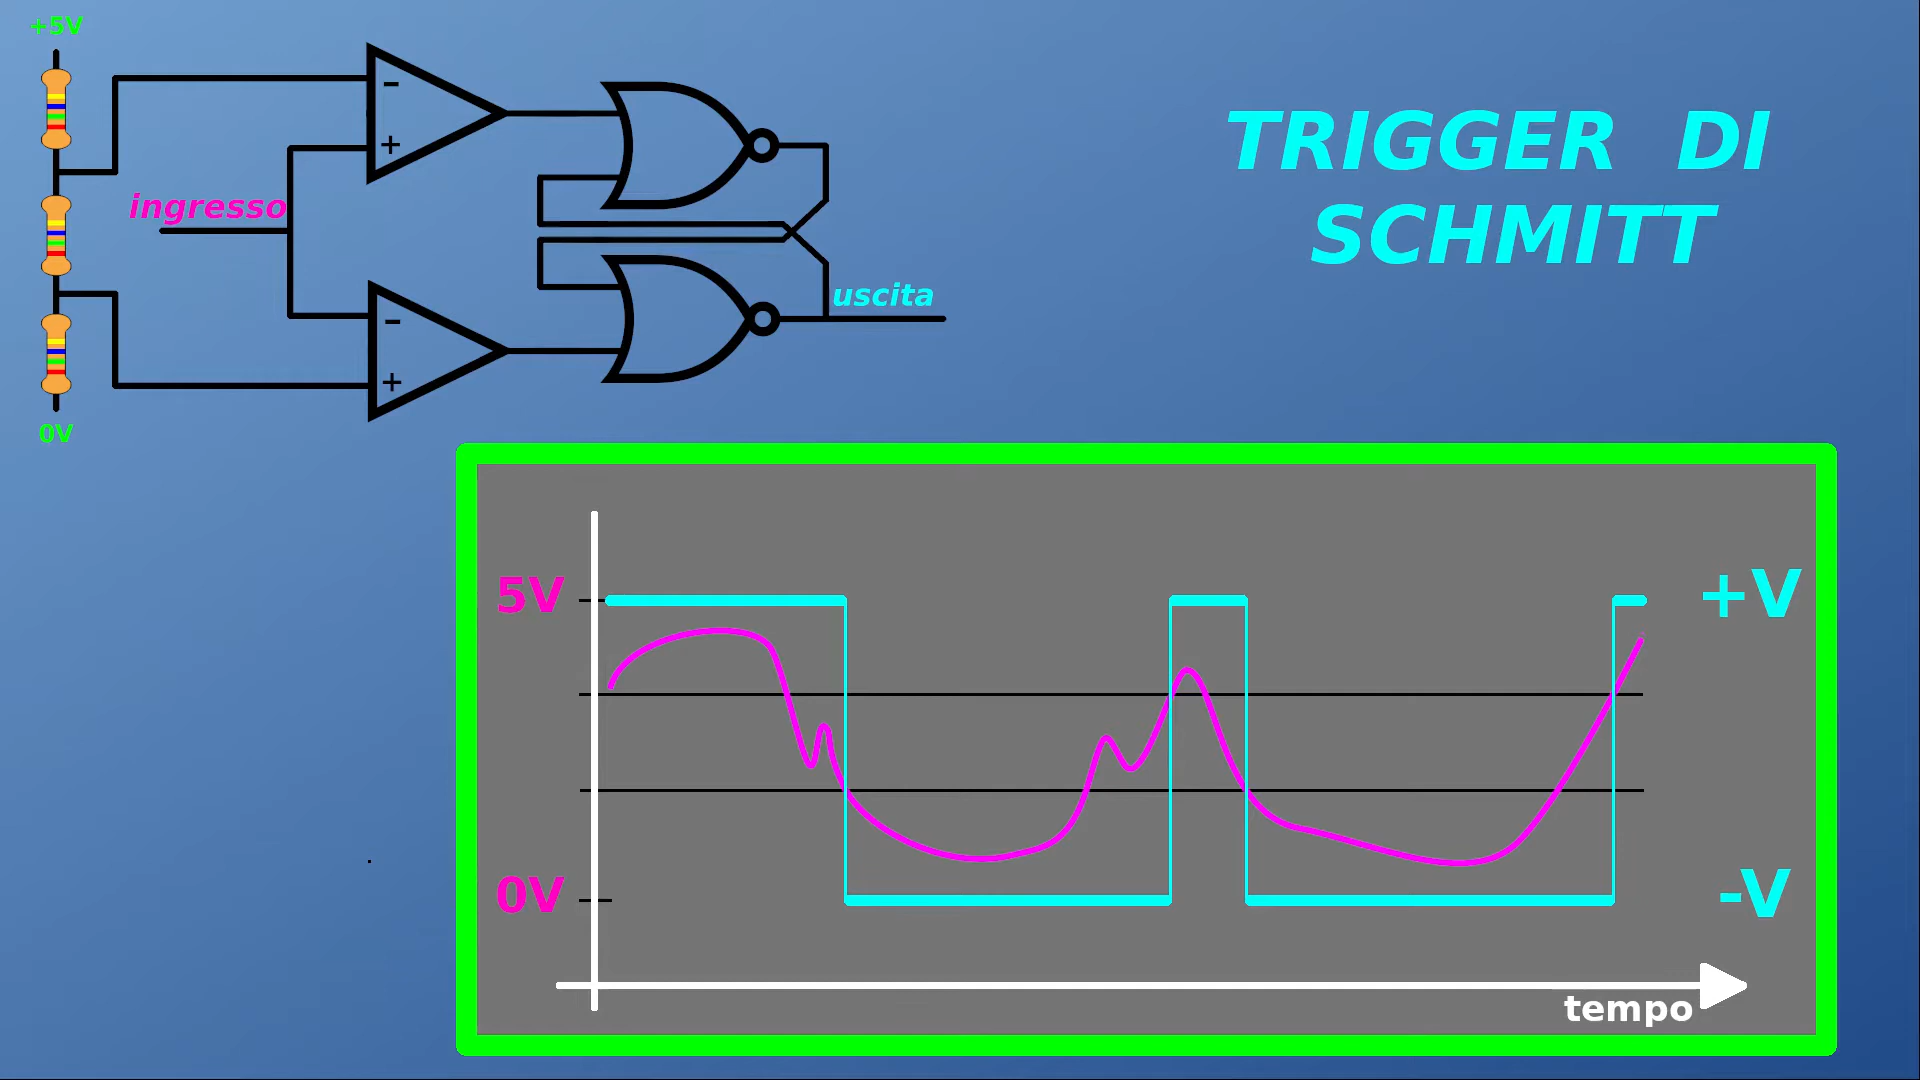 +5V
-
+
ingresso
-
+
uscita
0V
TRIGGER DI
SCHMITT
5V
+V
0V
-V
tempo